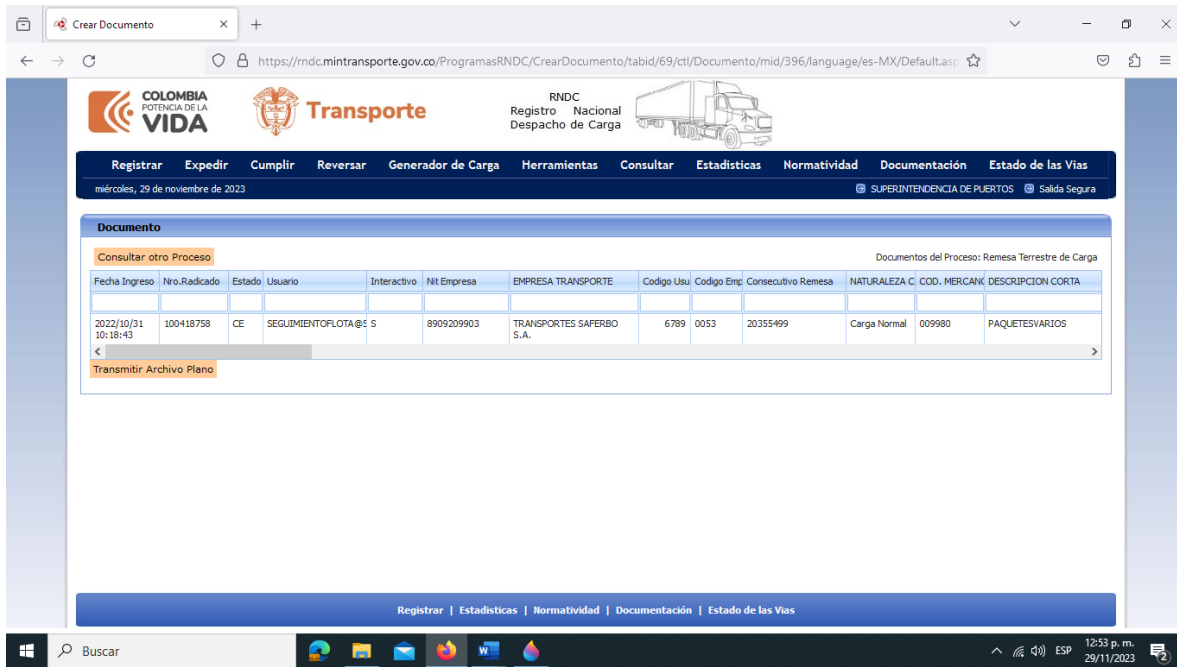 Crear Documento
https://rndc.mintransporte.gov.co/ProgramasRNDC/CrearDocumento/tabid/69/ctl/Documento/mid/396/language/es-MX/Default.asp
COLOMBIA
POTENCIA DE LA
VIDA
Transporte
RNDC
Registro Nacional
Despacho de Carga
Registrar Expedir Cumplir Reversar Generador de Carga Herramientas Consultar Estadisticas Normatividad Documentación Estado de las Vias
miércoles, 29 de noviembre de 2023 SUPERINTENDENCIA DE PUERTOS Salida Segura
Documento
Consultar otro Proceso Documentos del Proceso: Remesa Terrestre de Carga
Fecha Ingreso Nro.Radicado Estado Usuario Interactivo Nit Empresa EMPRESA TRANSPORTE Codigo Usu Codigo Emp Consecutivo Remesa NATURALEZA C COD. MERCANC DESCRIPCION CORTA
2022/10/31 100418758 CE SEGUIMIENTOFLOTA@S S 8909209903 TRANSPORTES SAFERBO 6789 0053 20355499 Carga Normal 009980 PAQUETESVARIOS
10:18:43 S.A.
Transmitir Archivo Plano
Registrar | Estadisticas | Normatividad | Documentación | Estado de las Vias
Buscar
ESP
12:53 p. m.
29/11/2023
2